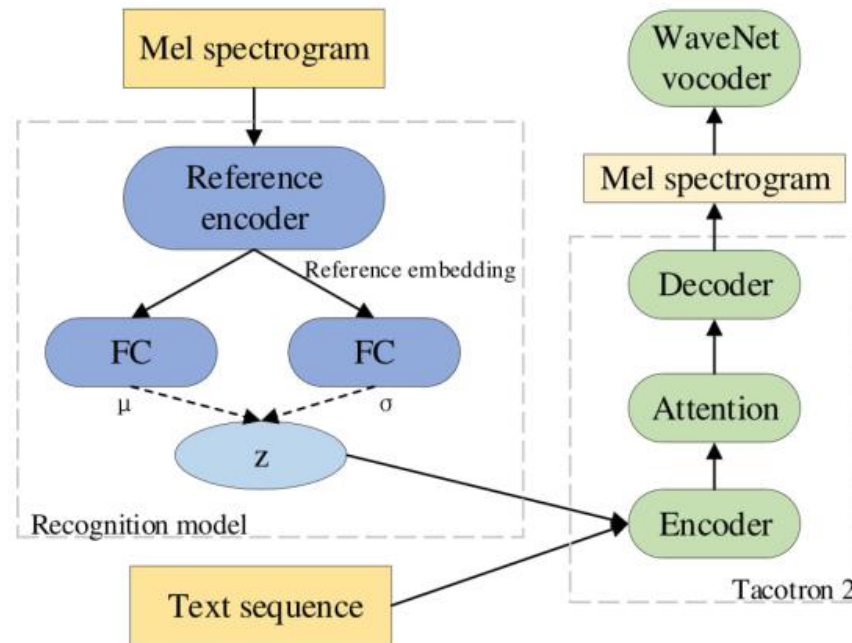 Mel spectrogram
Reference
encoder
Reference embedding
FC
FC
μ
σ
z
Recognition model
Text sequence
WaveNet
vocoder
Mel spectrogram
Decoder
Attention
Encoder
Tacotron 2